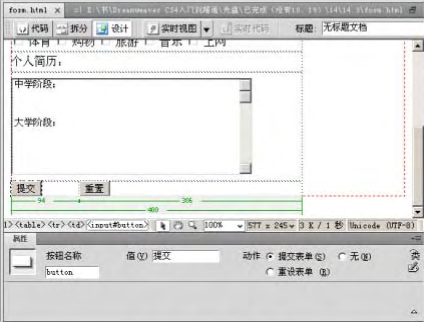 form.html ×
代码 拆分 设计 实时视图 实时代码 标题: 无标题文档
体育 购物 旅游 音乐 上网
个人简历:
中学阶段:
大学阶段:
提交 重置
94 386
480
<table><tr><td><input#button> 100% 577 x 245 3 K / 1 秒 Unicode (UTF-8)
属性
按钮名称 值(V) 提交 动作 提交表单(S) 无(N) 类
button 重设表单(R)